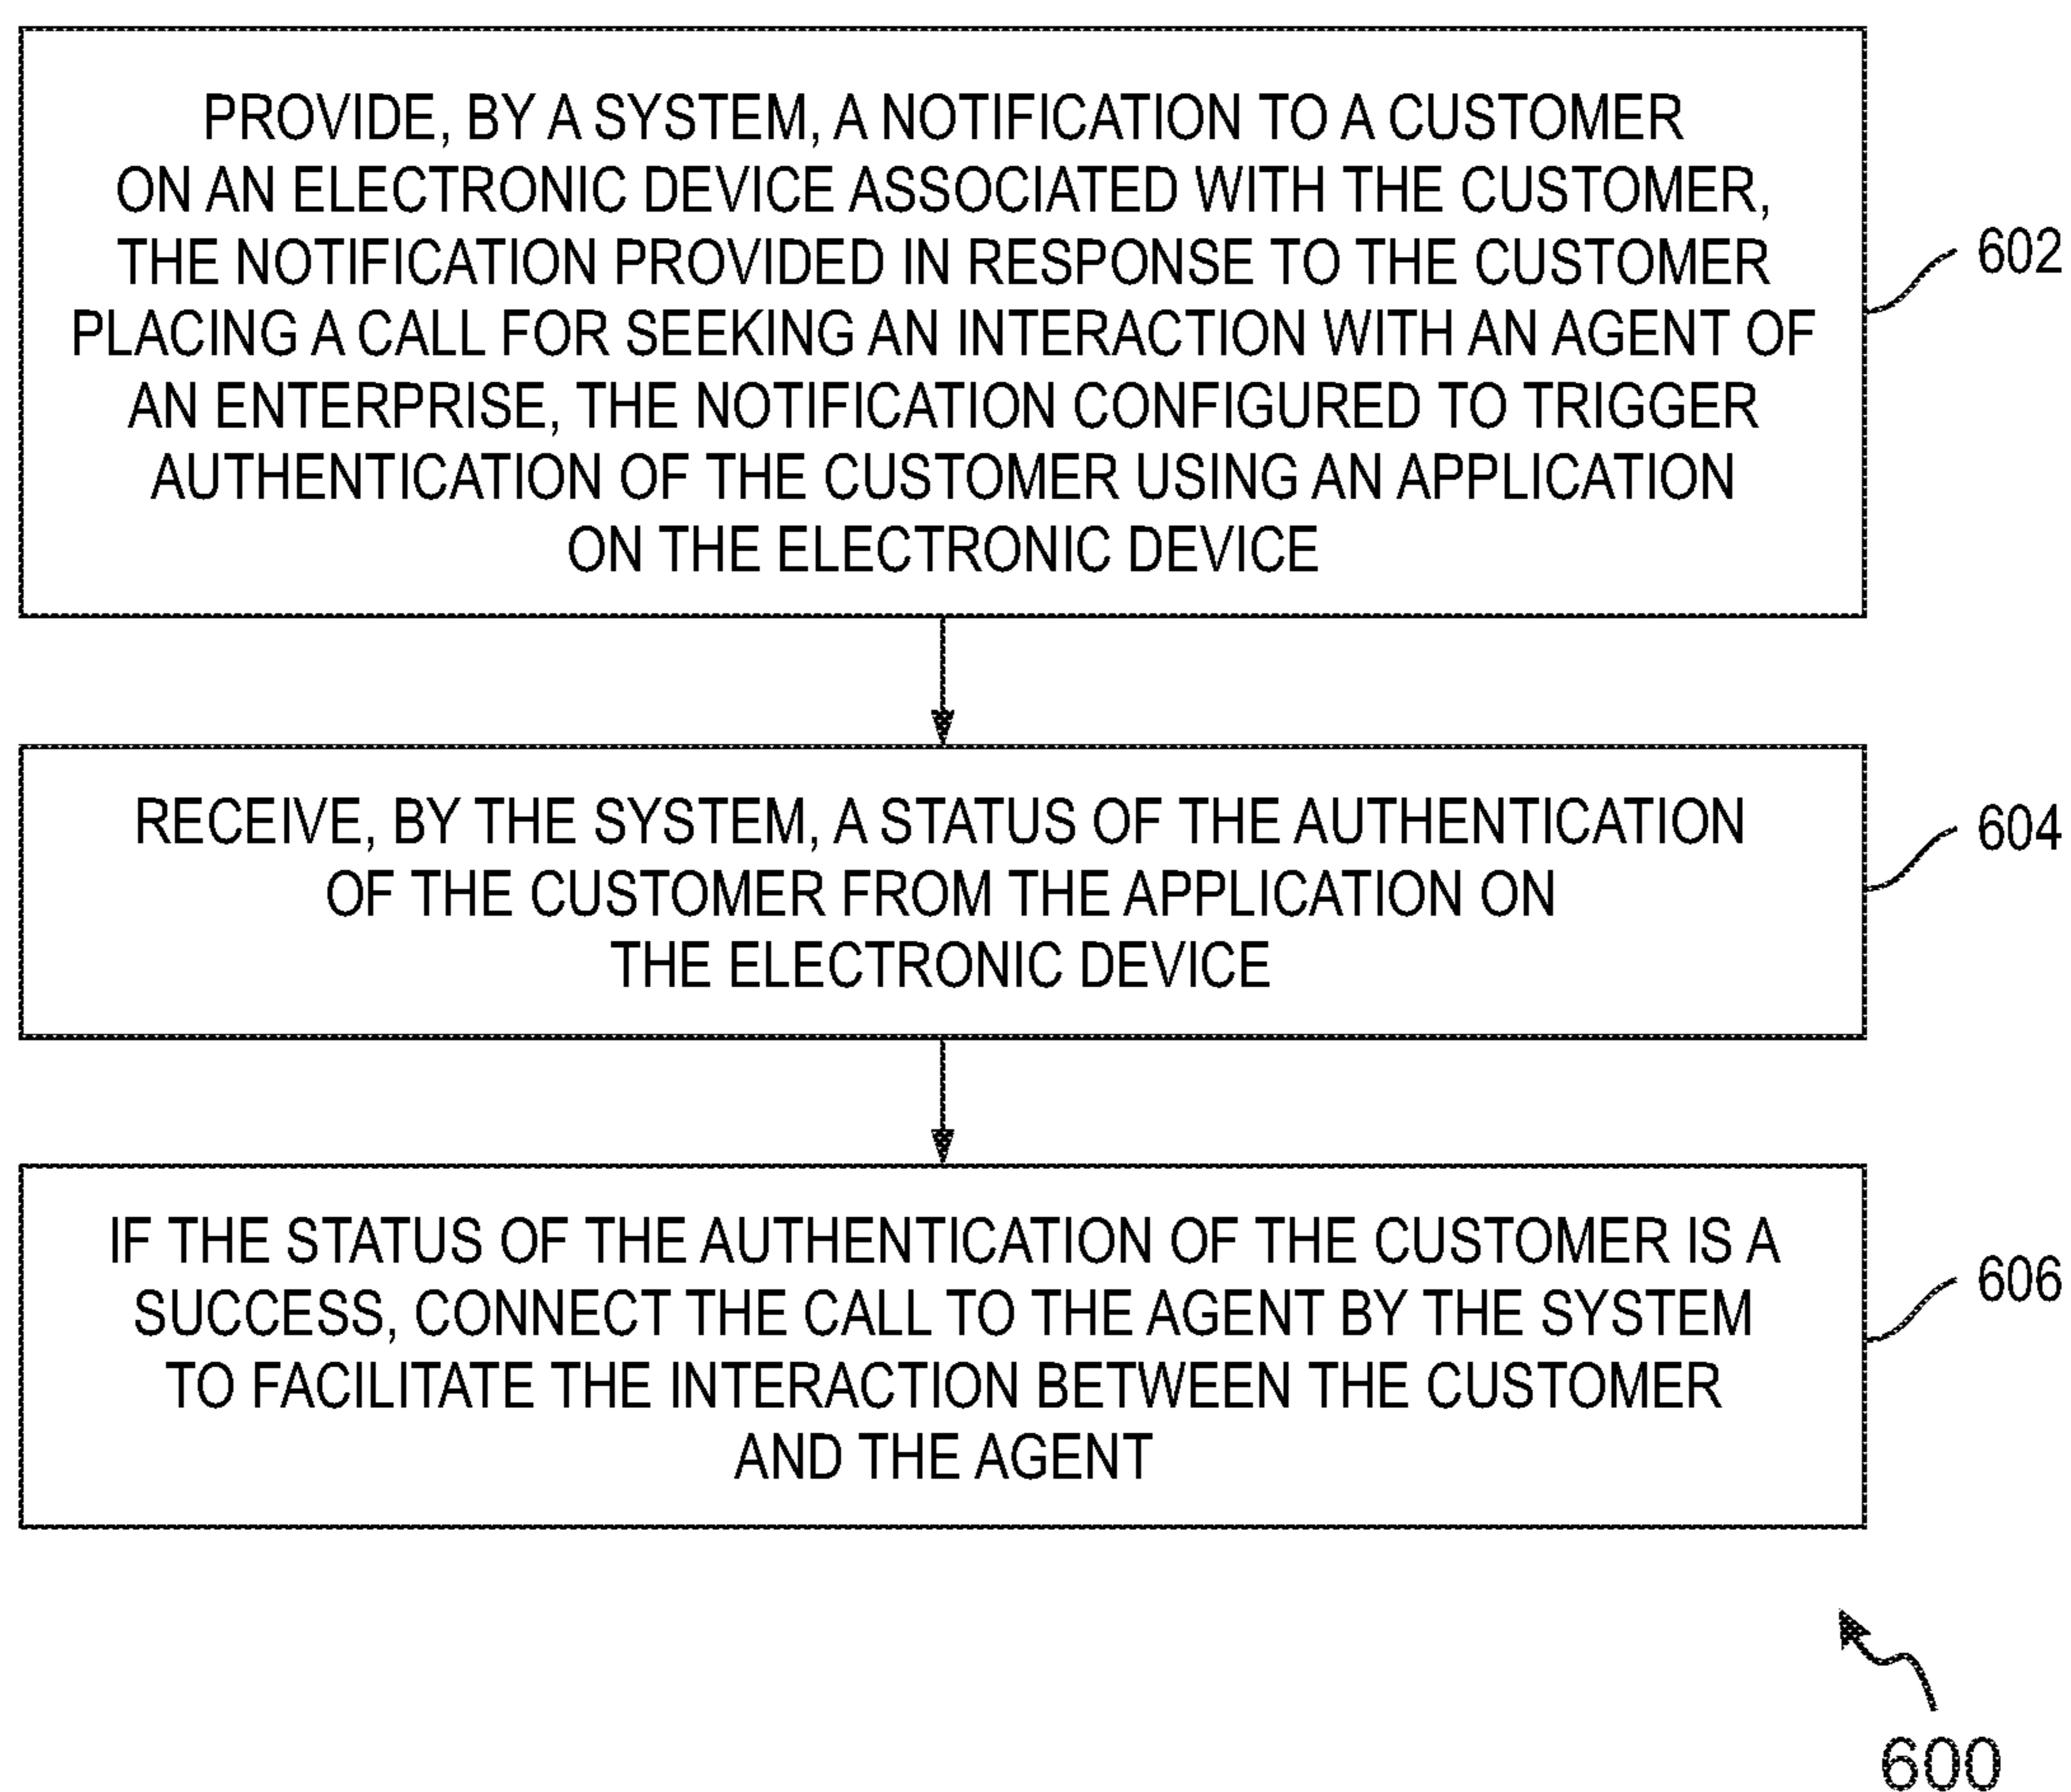 PROVIDE, BY A SYSTEM, A NOTIFICATION TO A CUSTOMER
ON AN ELECTRONIC DEVICE ASSOCIATED WITH THE CUSTOMER,
THE NOTIFICATION PROVIDED IN RESPONSE TO THE CUSTOMER
PLACING A CALL FOR SEEKING AN INTERACTION WITH AN AGENT OF
AN ENTERPRISE, THE NOTIFICATION CONFIGURED TO TRIGGER
AUTHENTICATION OF THE CUSTOMER USING AN APPLICATION
ON THE ELECTRONIC DEVICE
602
RECEIVE, BY THE SYSTEM, A STATUS OF THE AUTHENTICATION
OF THE CUSTOMER FROM THE APPLICATION ON
THE ELECTRONIC DEVICE
604
IF THE STATUS OF THE AUTHENTICATION OF THE CUSTOMER IS A
SUCCESS, CONNECT THE CALL TO THE AGENT BY THE SYSTEM
TO FACILITATE THE INTERACTION BETWEEN THE CUSTOMER
AND THE AGENT
606
600